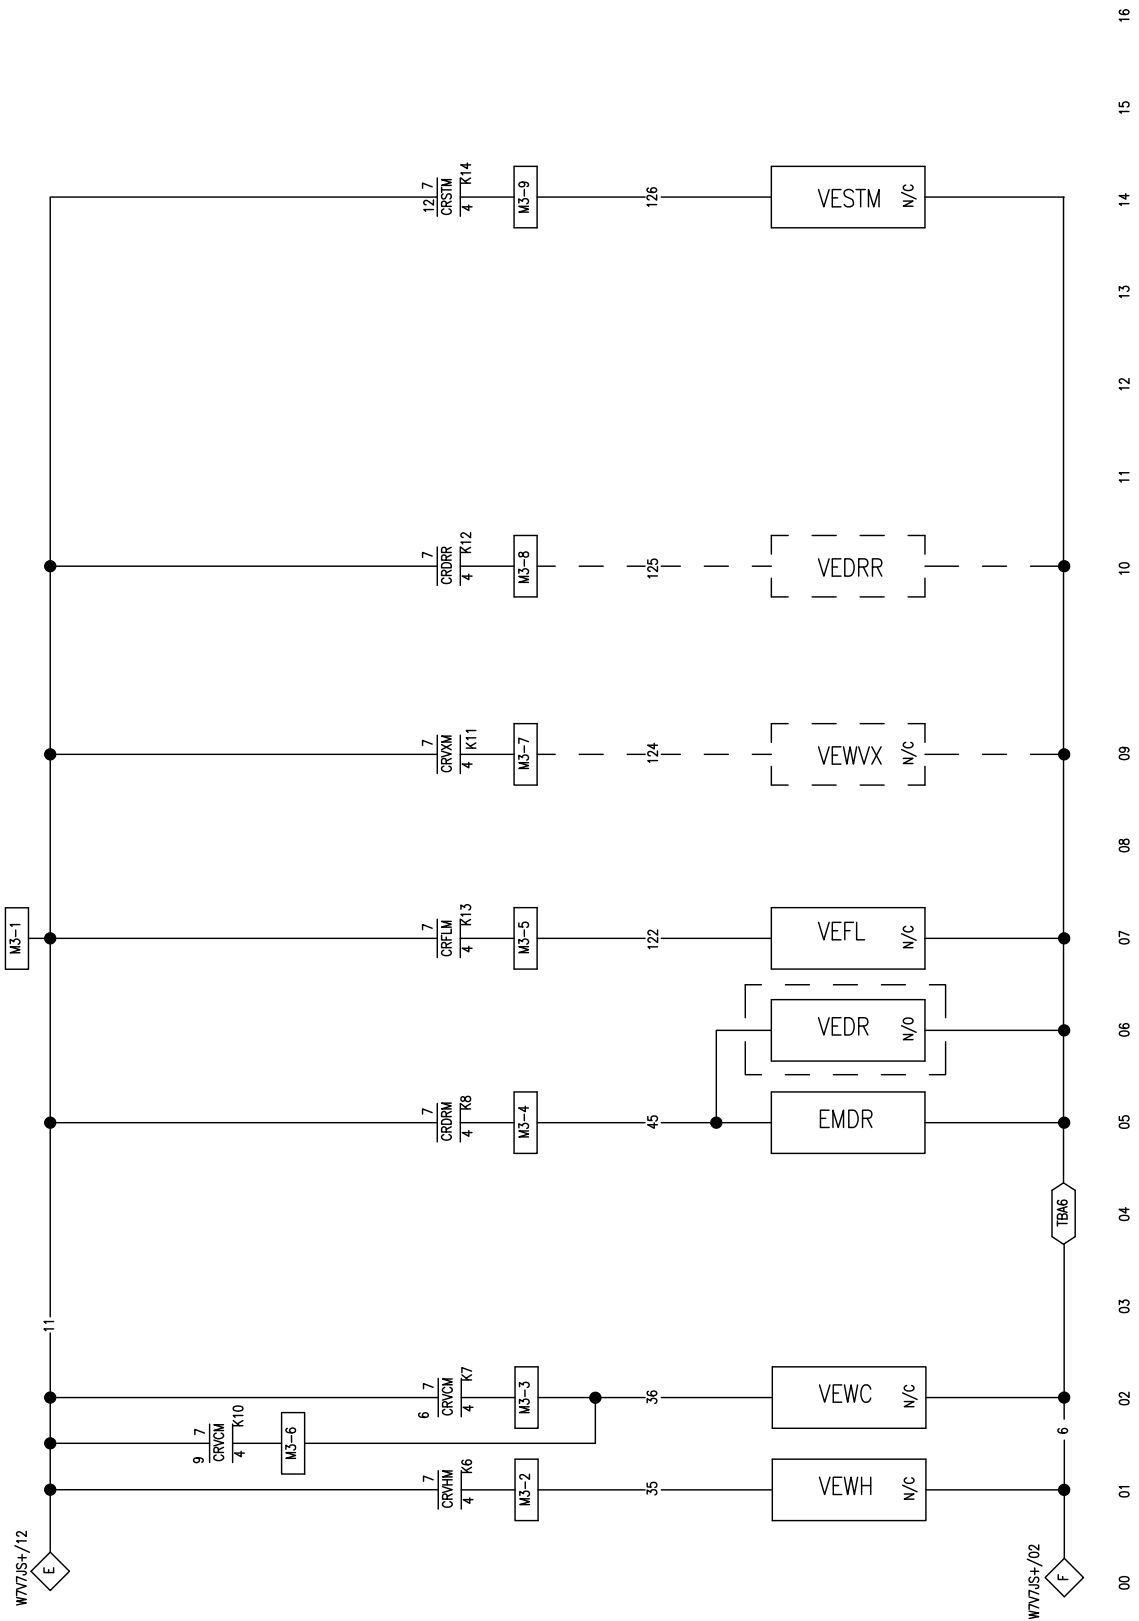 W7V7JS+/12
E
11
M3-1
9 7
CRVCM
4
K10
M3-6
7
CRVHM
4
K6
M3-2
35
VEWH
N/C
6 7
CRVCM
4
K7
M3-3
36
VEWC
N/C
7
CRDRM
4
K8
M3-4
45
EMDR
VEDR
N/O
7
CRFLM
4
K13
M3-5
122
VEFL
N/C
7
CRVXM
4
K11
M3-7
124
VEWVX
N/C
7
CRDRR
4
K12
M3-8
125
VEDRR
12 7
CRSTM
4
K14
M3-9
126
VESTM
N/C
W7V7JS+/02
F
6
TBA6
00
01
02
03
04
05
06
07
08
09
10
11
12
13
14
15
16